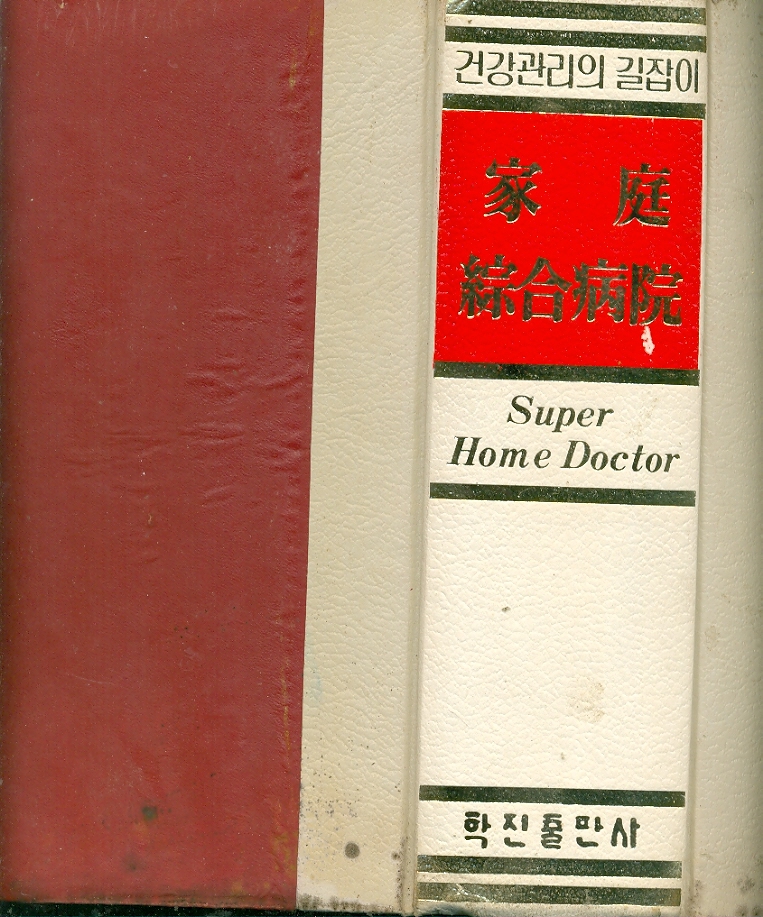 건강관리의 길잡이
家 庭
綜合病院
Super
Home Doctor
학진출판사